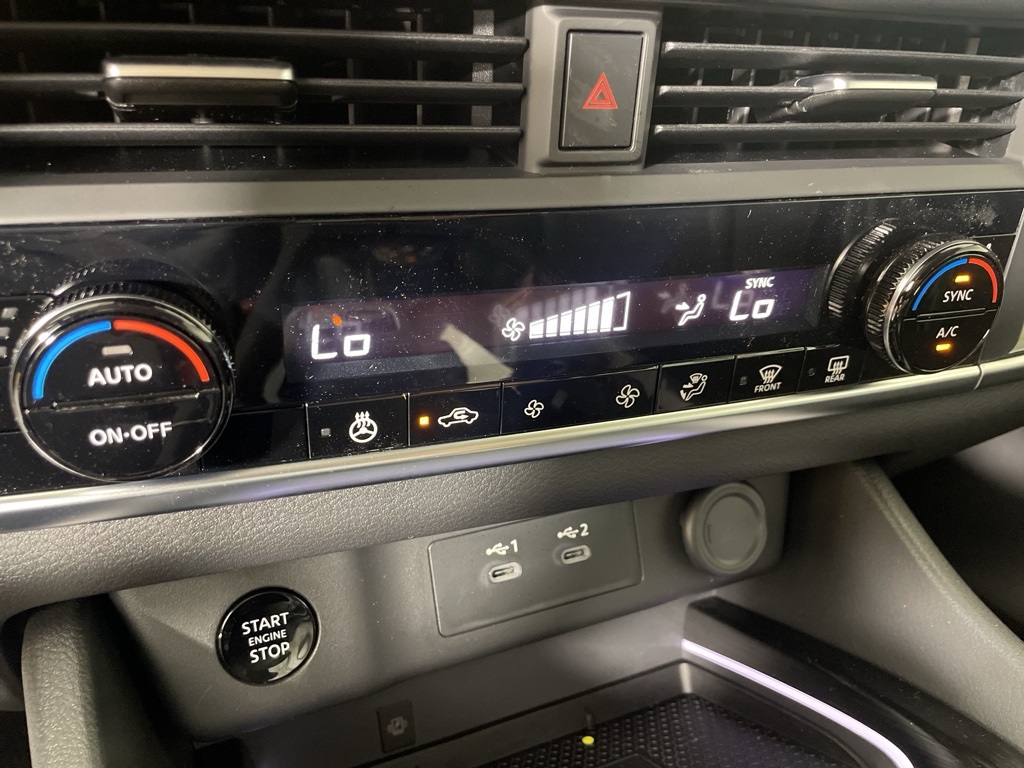 SYNC
Lo
Lo
AUTO
ON·OFF
SYNC
A/C
FRONT
REAR
1
2
START
ENGINE
STOP